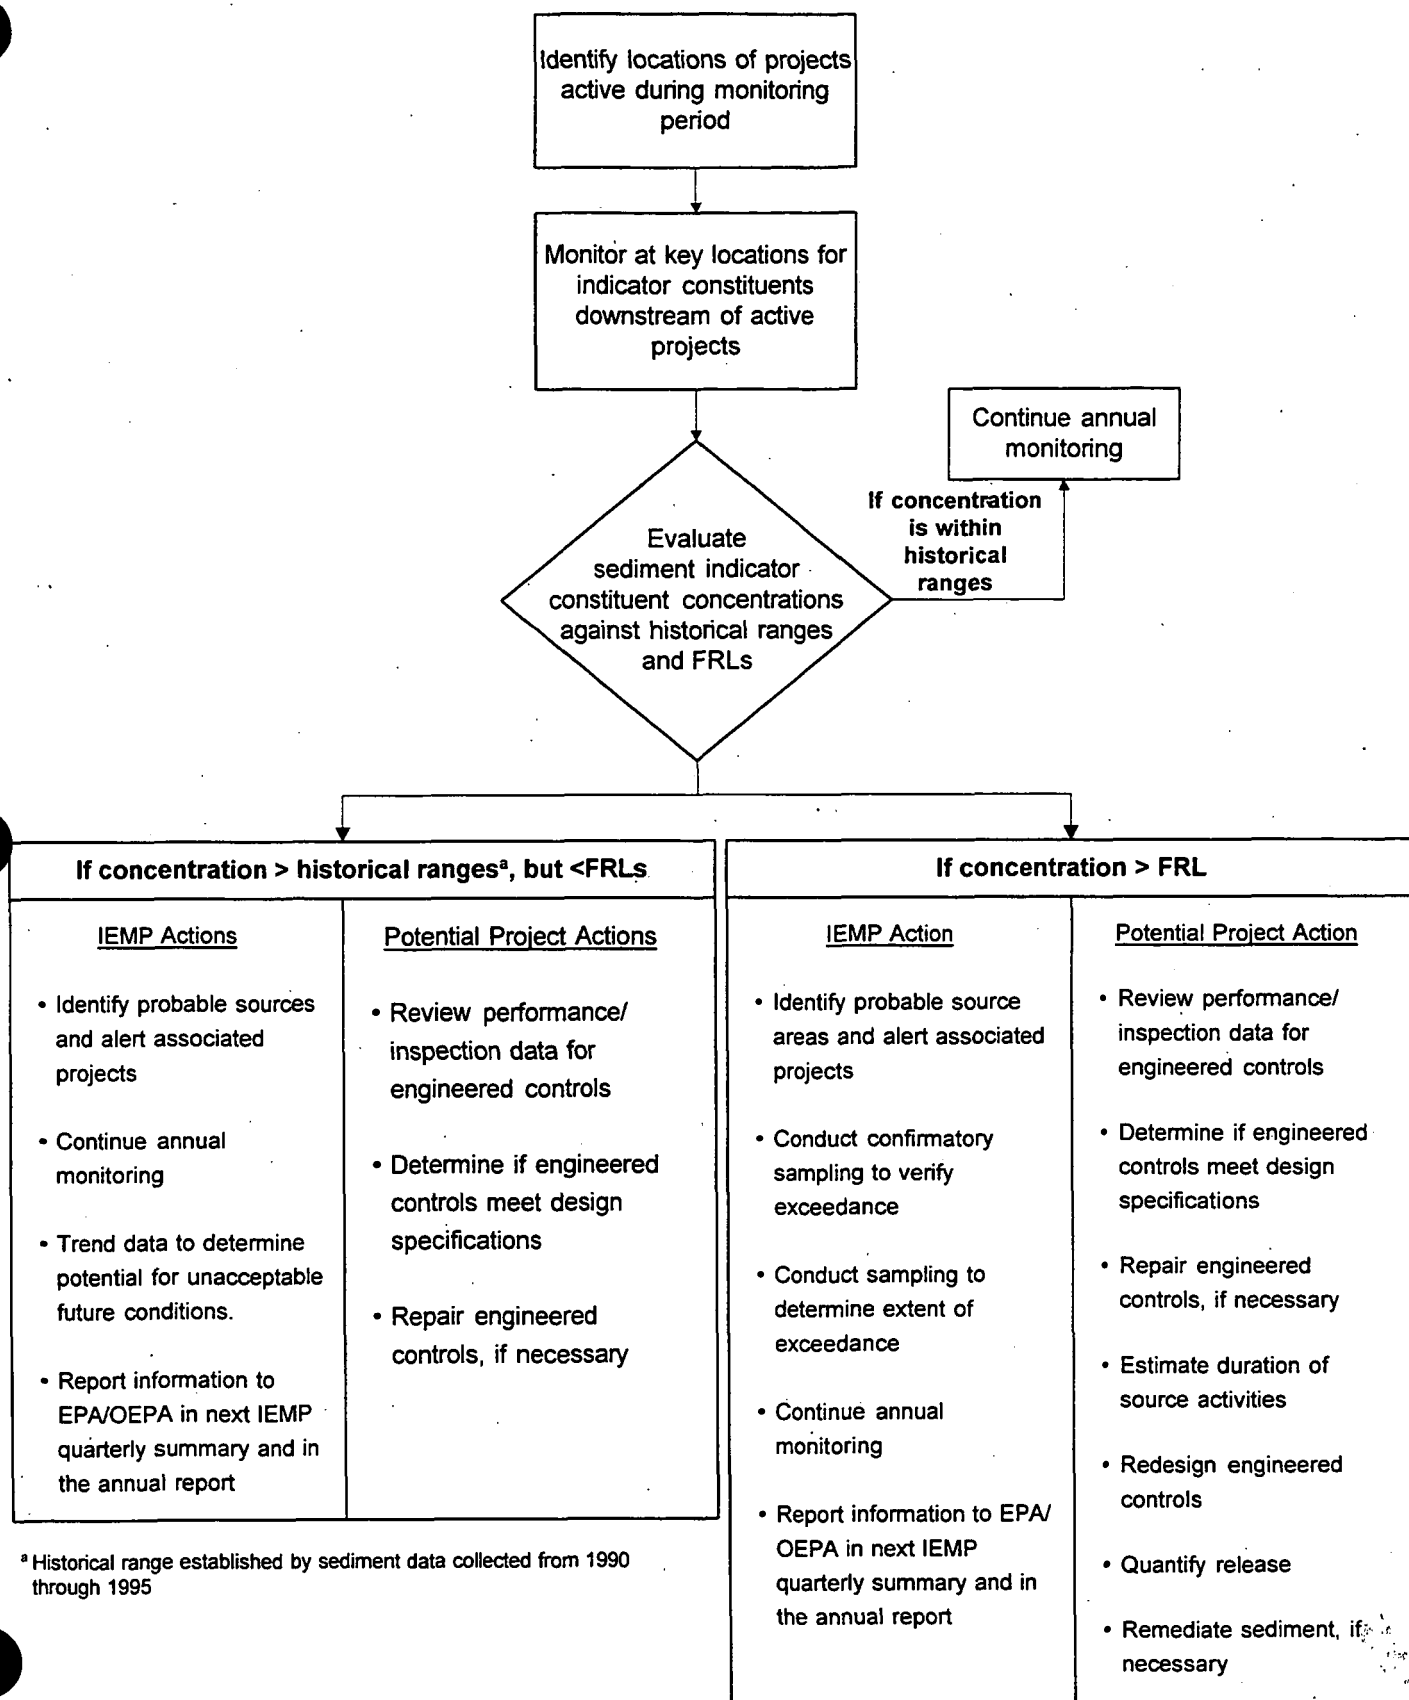 Identify locations of projects
active during monitoring
period
Monitor at key locations for
indicator constituents
downstream of active
projects
Continue annual
monitoring
If concentration
is within
historical
ranges
Evaluate
sediment indicator
constituent concentrations
against historical ranges
and FRLs
If concentration > historical rangesª, but <FRLs
IEMP Actions
• Identify probable sources
and alert associated
projects
• Continue annual
monitoring
• Trend data to determine
potential for unacceptable
future conditions.
• Report information to
EPA/OEPA in next IEMP
quarterly summary and in
the annual report
Potential Project Actions
• Review performance/
inspection data for
engineered controls
• Determine if engineered
controls meet design
specifications
• Repair engineered
controls, if necessary
If concentration > FRL
IEMP Action
• Identify probable source
areas and alert associated
projects
• Conduct confirmatory
sampling to verify
exceedance
• Conduct sampling to
determine extent of
exceedance
• Continue annual
monitoring
• Report information to EPA/
OEPA in next IEMP
quarterly summary and in
the annual report
Potential Project Action
• Review performance/
inspection data for
engineered controls
• Determine if engineered
controls meet design
specifications
• Repair engineered
controls, if necessary
• Estimate duration of
source activities
• Redesign engineered
controls
• Quantify release
• Remediate sediment, if
necessary
ª Historical range established by sediment data collected from 1990
through 1995